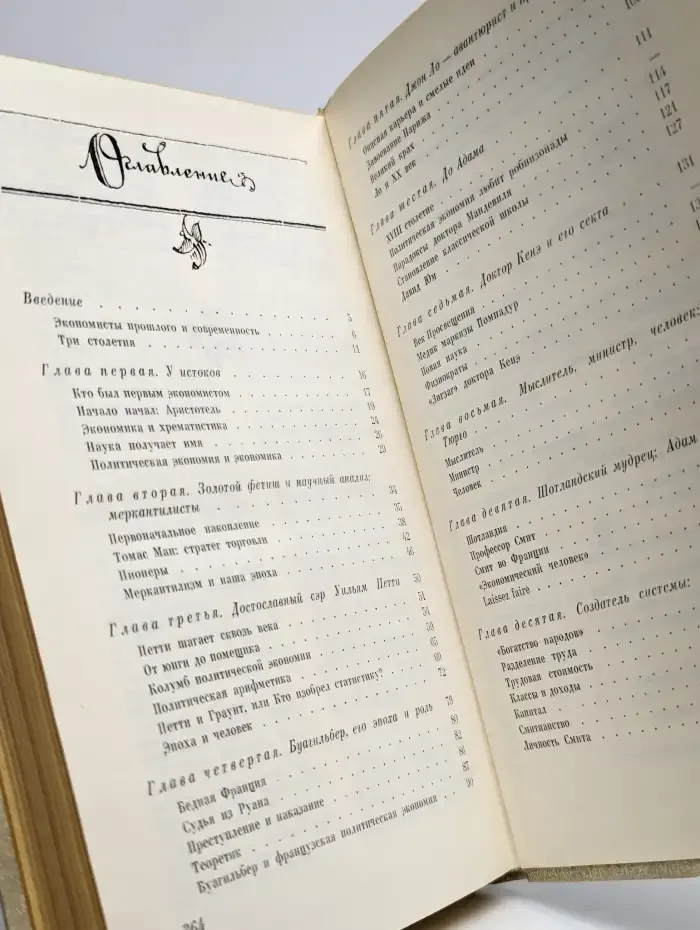 Оглавление
Введение . . . 5
Экономисты прошлого и современность . . . 6
Три столетия . . . 11
Глава первая. У истоков . . . 16
Кто был первым экономистом . . . 17
Начало начал: Аристотель . . . 19
Экономика и хрематистика . . . 24
Наука получает имя . . . 26
Политическая экономия и экономика . . . 29
Глава вторая. Золотой фетиш и научный анализ:
меркантилисты . . . 34
Первоначальное накопление . . . 35
Томас Ман: стратег торговли . . . 38
Пионеры . . . 42
Меркантилизм и наша эпоха . . . 46
Глава третья. Достославный сэр Уильям Петти 50
Петти шагает сквозь века . . . 51
От юнги до помещика . . . 54
Колумб политической экономии . . . 59
Политическая арифметика . . . 65
Петти и Граунт, или Кто изобрел статистику? 69
Эпоха и человек . . . 72
Глава четвертая. Буагильбер, его эпоха и роль 79
Бедная Франция . . . 80
Судья из Руана . . . 82
Преступление и наказание . . . 86
Теоретик . . . 87
Буагильбер и французская политическая экономия . . 90
264
Глава пятая. Джон Ло — авантюрист и
Опасная карьера и смелые идеи
Завоевание Парижа . . . 111
Великий крах . . .
Ло и XX век . . . 114
Глава шестая. До Адама . . . 117
XVIII столетие . . . 121
Политическая экономия любит робинзонады . . . 127
Парадоксы доктора Мандевиля
Становление классической школы . . . 131
Давид Юм
Глава седьмая. Доктор Кенэ и его секта
Век Просвещения
Медик маркизы Помпадур
Новая наука
Физиократы
«Зигзаг» доктора Кенэ
Глава восьмая. Мыслитель, министр, человек:
Тюрго
Мыслитель
Министр
Человек
Глава девятая. Шотландский мудрец: Адам
Шотландия
Профессор Смит
Смит во Франции
«Экономический человек»
Laissez faire
Глава десятая. Создатель системы:
«Богатство народов»
Разделение труда
Трудовая стоимость
Классы и доходы
Капитал
Смитианство
Личность Смита